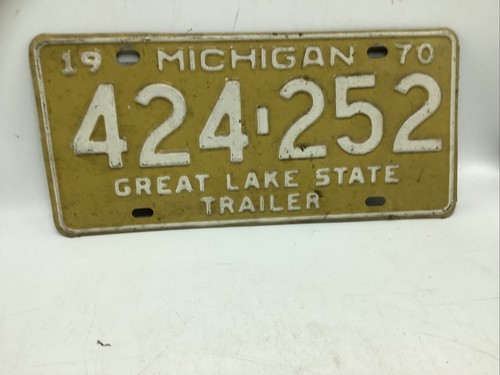 19 MICHIGAN 70
424-252
GREAT LAKE STATE
TRAILER